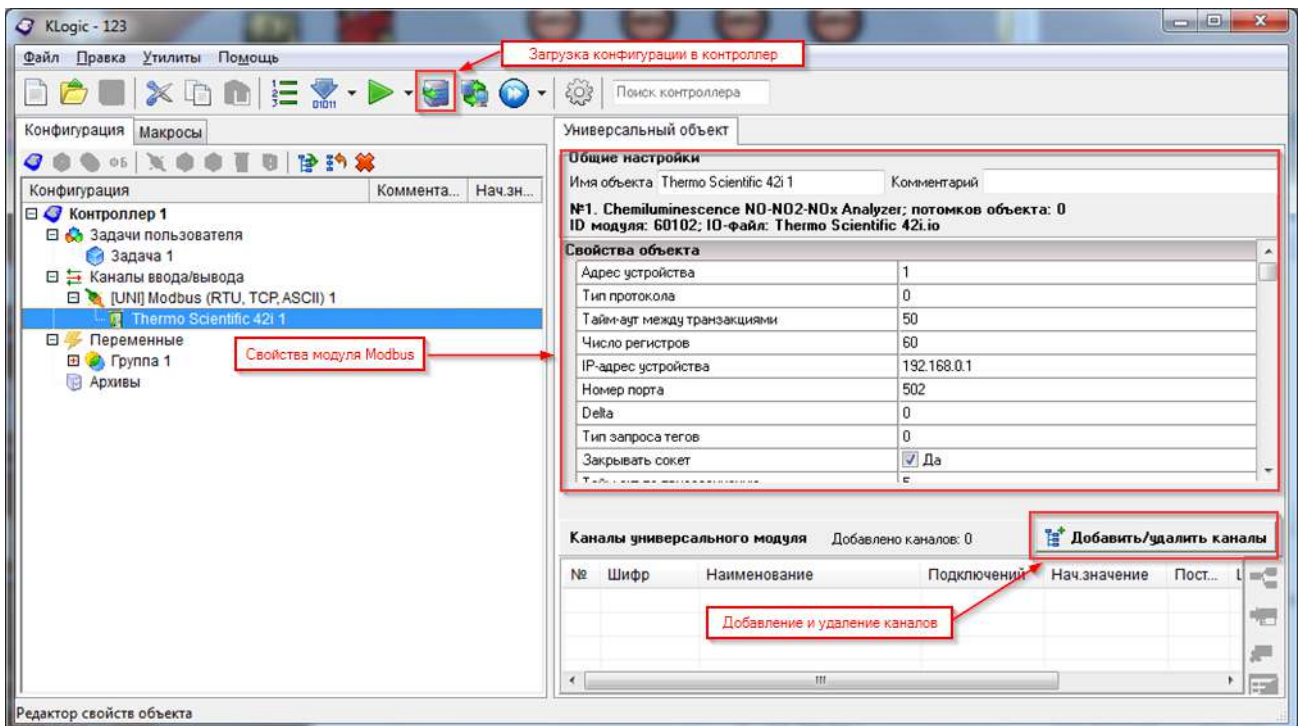 KLogic - 123
Файл Правка Утилиты Помощь
Загрузка конфигурации в контроллер
Поиск контроллера
Конфигурация Макросы
Универсальный объект
Общие настройки
Имя объекта Thermo Scientific 42i 1 Комментарий
№1. Chemiluminescence NO-NO2-NOx Analyzer; потомков объекта: 0
ID модуля: 60102; IO-файл: Thermo Scientific 42i.io
Конфигурация Коммента... Нач.зн...
Контроллер 1
Задачи пользователя
Задача 1
Каналы ввода/вывода
[UNI] Modbus (RTU, TCP, ASCII) 1
Thermo Scientific 42i 1
Переменные
Группа 1
Архивы
Свойства модуля Modbus
Свойства объекта
Адрес устройства 1
Тип протокола 0
Тайм-аут между транзакциями 50
Число регистров 60
IP-адрес устройства 192.168.0.1
Номер порта 502
Delta 0
Тип запроса тегов 0
Закрывать сокет Да
Каналы универсального модуля Добавлено каналов: 0 Добавить/удалить каналы
№ Шифр Наименование Подключений Нач.значение Пост...
Добавление и удаление каналов
Редактор свойств объекта